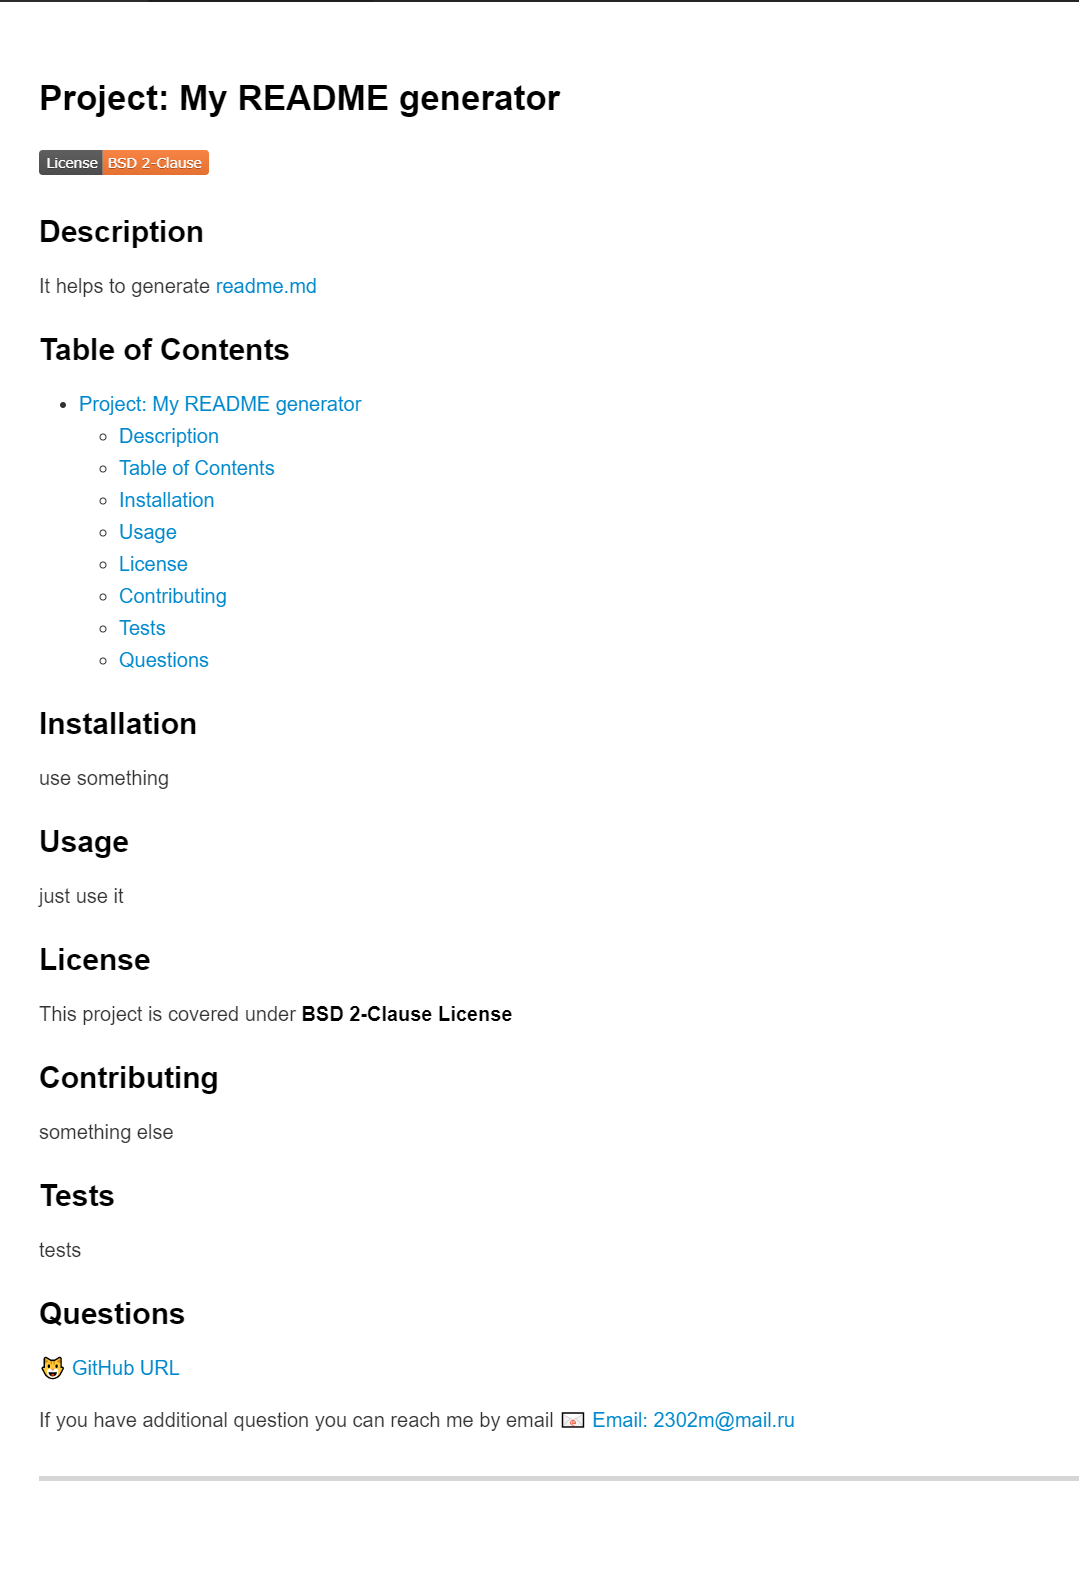 Project: My README generator
License BSD 2-Clause
Description
It helps to generate readme.md
Table of Contents
Project: My README generator
Description
Table of Contents
Installation
Usage
License
Contributing
Tests
Questions
Installation
use something
Usage
just use it
License
This project is covered under BSD 2-Clause License
Contributing
something else
Tests
tests
Questions
GitHub URL
If you have additional question you can reach me by email Email: 2302m@mail.ru